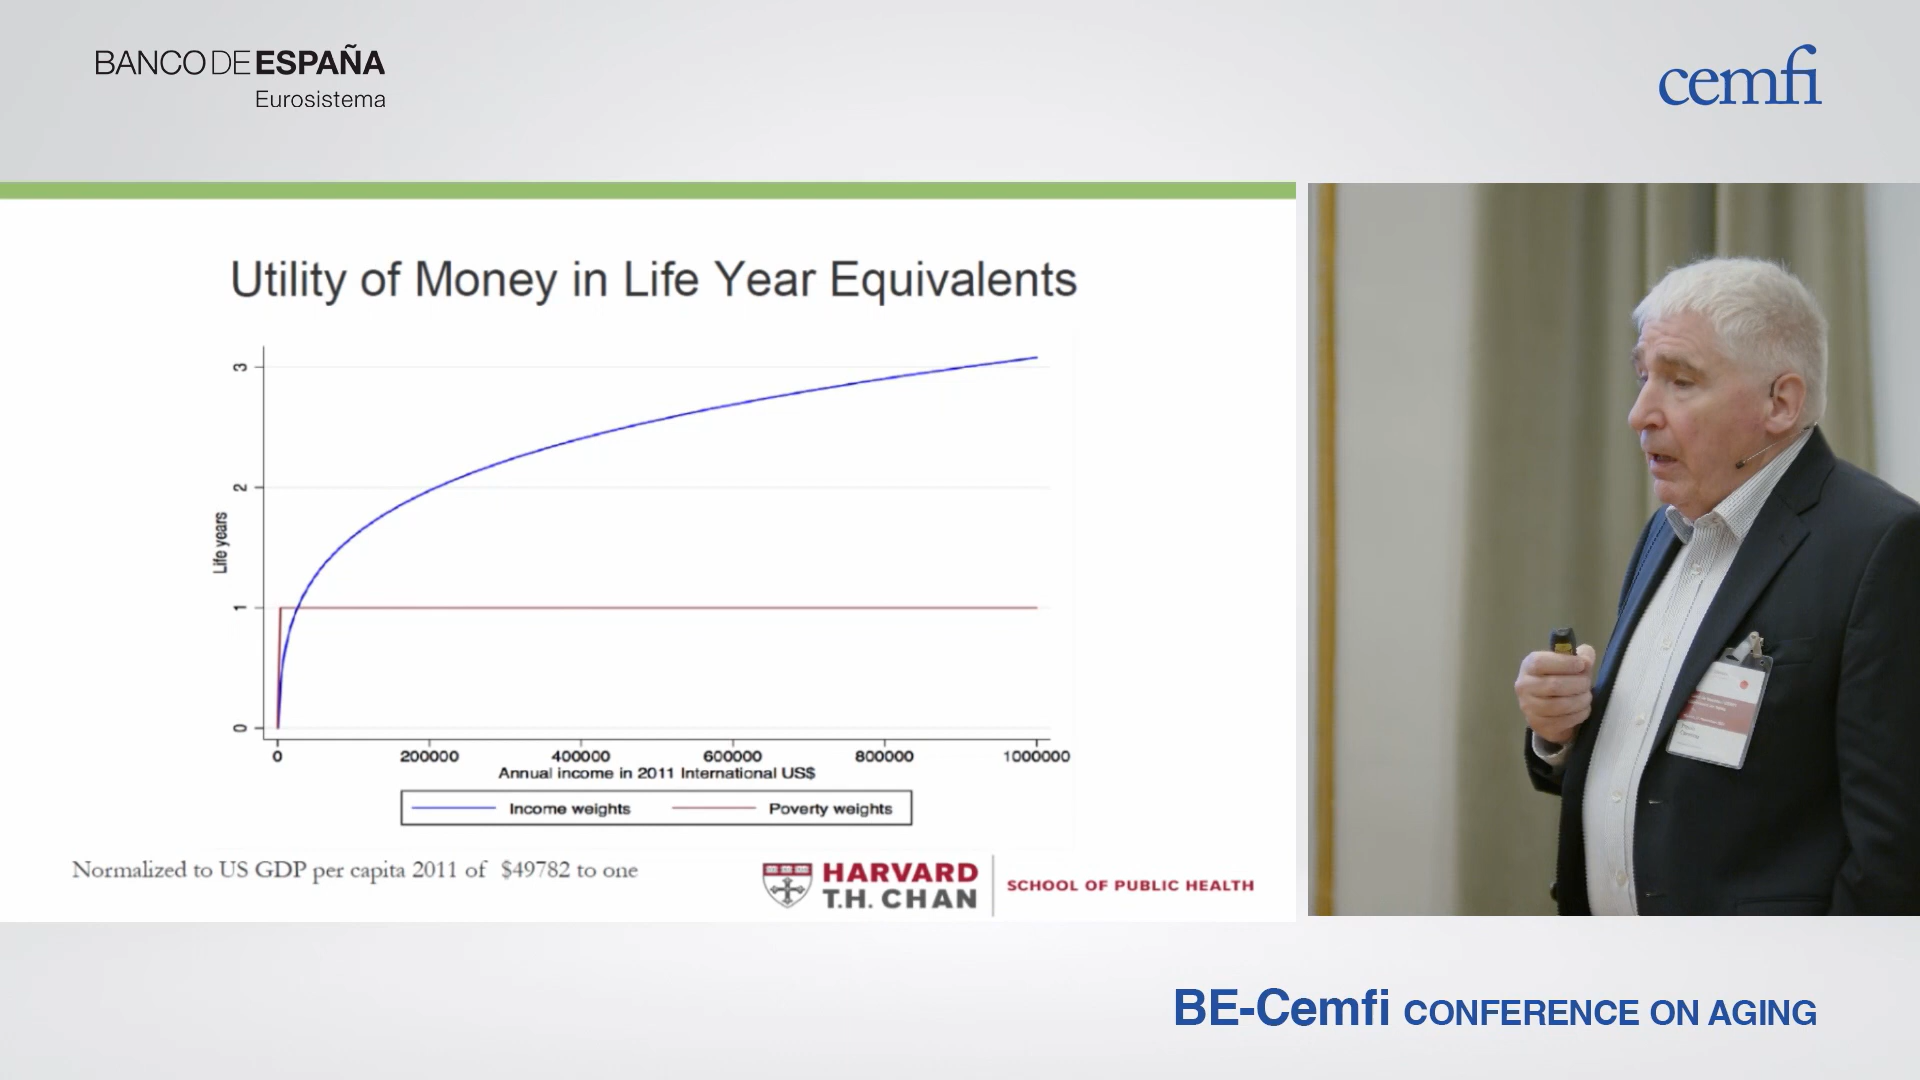 BANCO DE ESPAÑA
Eurosistema
cemfi
Utility of Money in Life Year Equivalents
3
2
1
0
Life years
0 200000 400000 600000 800000 1000000
Annual income in 2011 International US$
Income weights Poverty weights
Normalized to US GDP per capita 2011 of $49782 to one
HARVARD
T.H. CHAN
SCHOOL OF PUBLIC HEALTH
BE-Cemfi CONFERENCE ON AGING